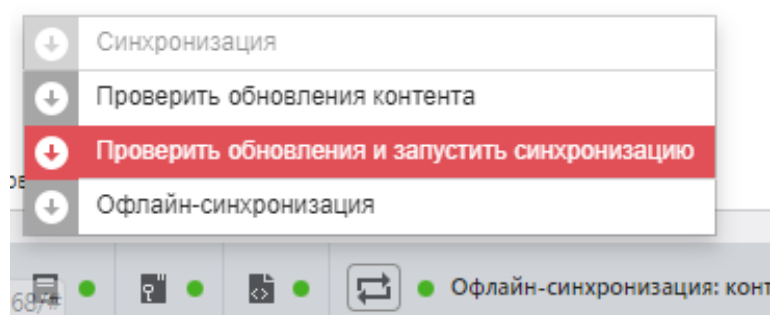 Синхронизация
Проверить обновления контента
Проверить обновления и запустить синхронизацию
Офлайн-синхронизация
Офлайн-синхронизация: конт